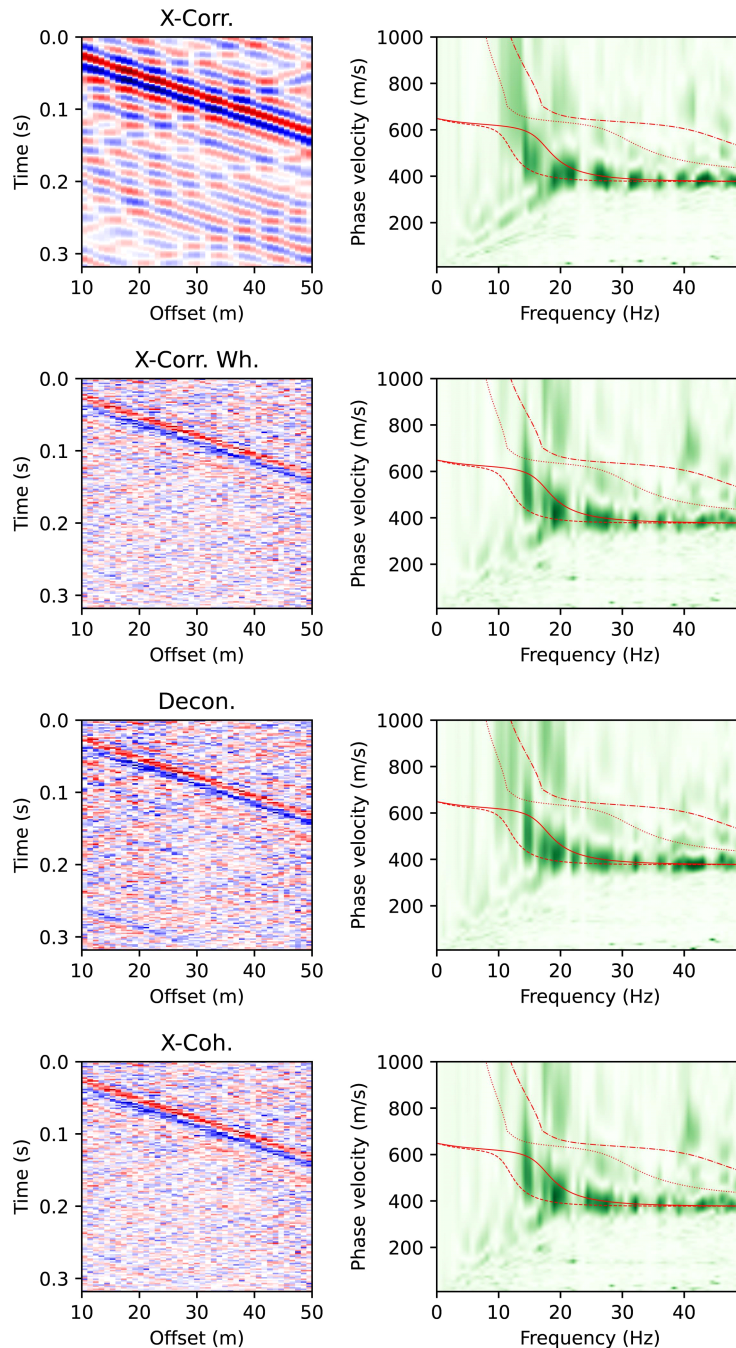 X-Corr.
0.0
0.1
0.2
0.3
Time (s)
10 20 30 40 50
Offset (m)
1000
800
600
400
200
Phase velocity (m/s)
0 10 20 30 40
Frequency (Hz)
X-Corr. Wh.
0.0
0.1
0.2
0.3
Time (s)
10 20 30 40 50
Offset (m)
1000
800
600
400
200
Phase velocity (m/s)
0 10 20 30 40
Frequency (Hz)
Decon.
0.0
0.1
0.2
0.3
Time (s)
10 20 30 40 50
Offset (m)
1000
800
600
400
200
Phase velocity (m/s)
0 10 20 30 40
Frequency (Hz)
X-Coh.
0.0
0.1
0.2
0.3
Time (s)
10 20 30 40 50
Offset (m)
1000
800
600
400
200
Phase velocity (m/s)
0 10 20 30 40
Frequency (Hz)